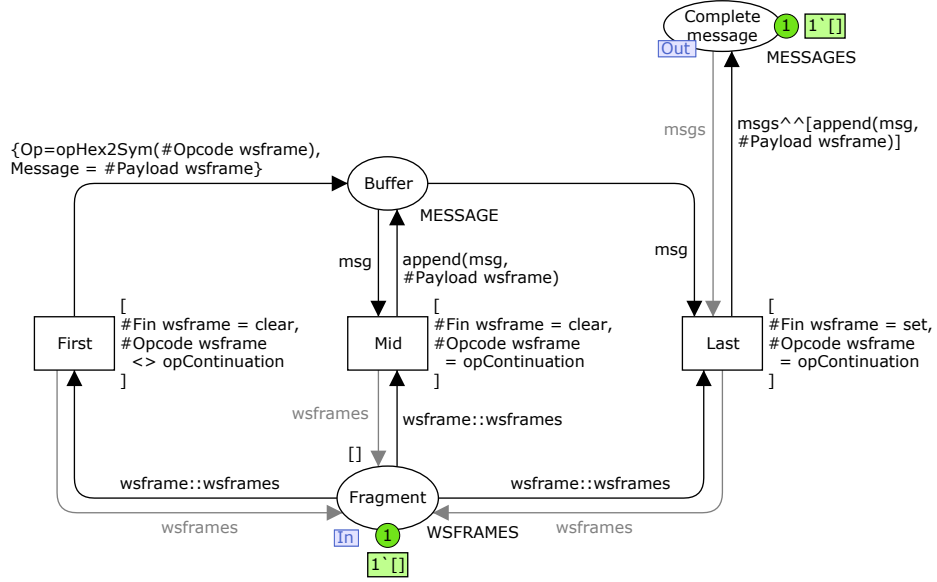 Complete
message
1
1`[]
Out
MESSAGES
msgs
msgs^^[append(msg,
#Payload wsframe)]
{Op=opHex2Sym(#Opcode wsframe),
Message = #Payload wsframe}
Buffer
MESSAGE
msg
append(msg,
#Payload wsframe)
msg
First
[
#Fin wsframe = clear,
#Opcode wsframe
<> opContinuation
]
Mid
[
#Fin wsframe = clear,
#Opcode wsframe
= opContinuation
]
Last
[
#Fin wsframe = set,
#Opcode wsframe
= opContinuation
]
wsframes
wsframe::wsframes
[]
wsframe::wsframes
Fragment
wsframe::wsframes
wsframes
In
1
WSFRAMES
wsframes
1`[]